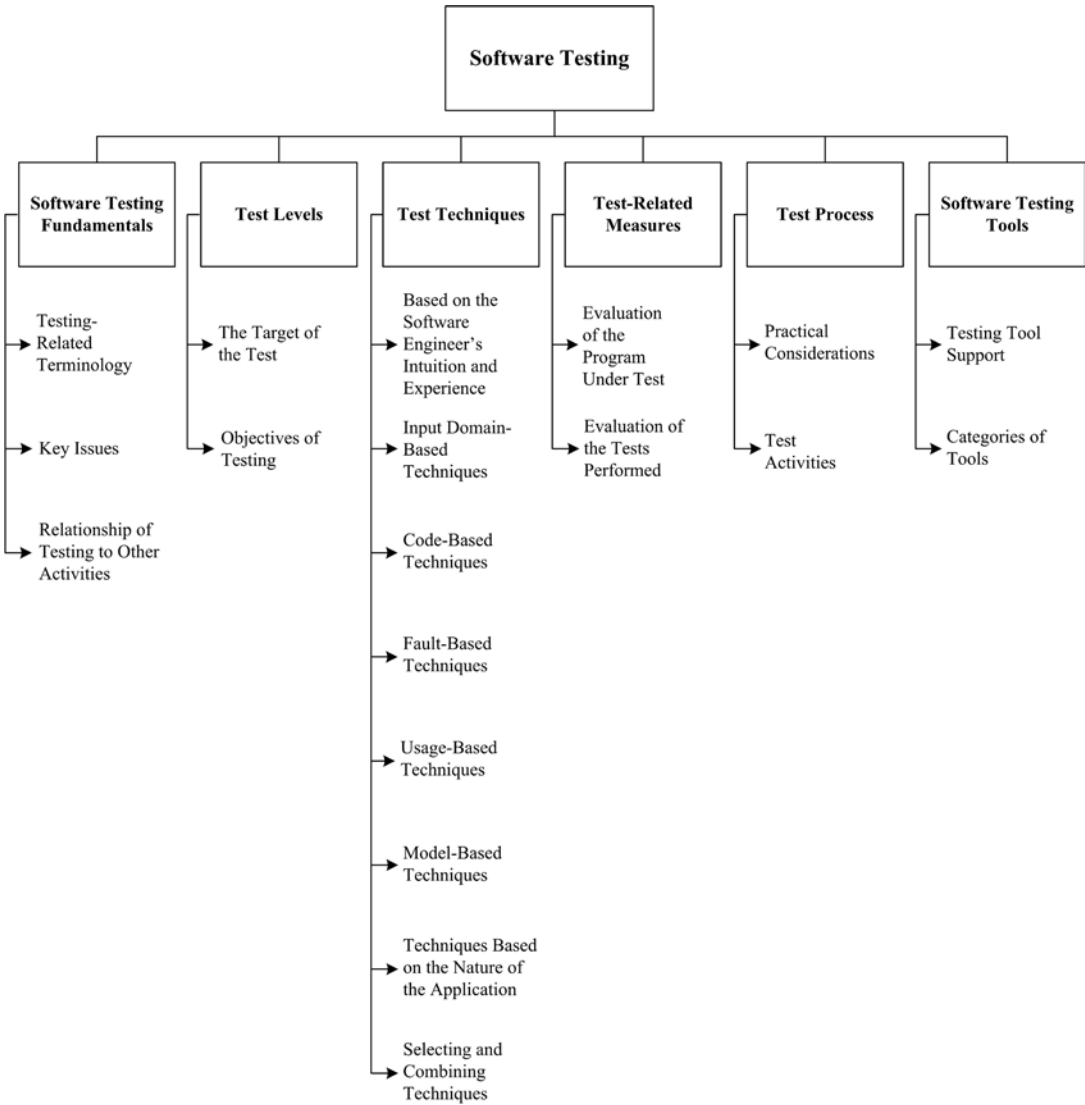 Software Testing
Software Testing
Fundamentals
Testing-
Related
Terminology
Key Issues
Relationship of
Testing to Other
Activities
Test Levels
The Target of
the Test
Objectives of
Testing
Test Techniques
Based on the
Software
Engineer’s
Intuition and
Experience
Input Domain-
Based
Techniques
Code-Based
Techniques
Fault-Based
Techniques
Usage-Based
Techniques
Model-Based
Techniques
Techniques Based
on the Nature of
the Application
Selecting and
Combining
Techniques
Test-Related
Measures
Evaluation
of the
Program
Under Test
Evaluation of
the Tests
Performed
Test Process
Practical
Considerations
Test
Activities
Software Testing
Tools
Testing Tool
Support
Categories of
Tools